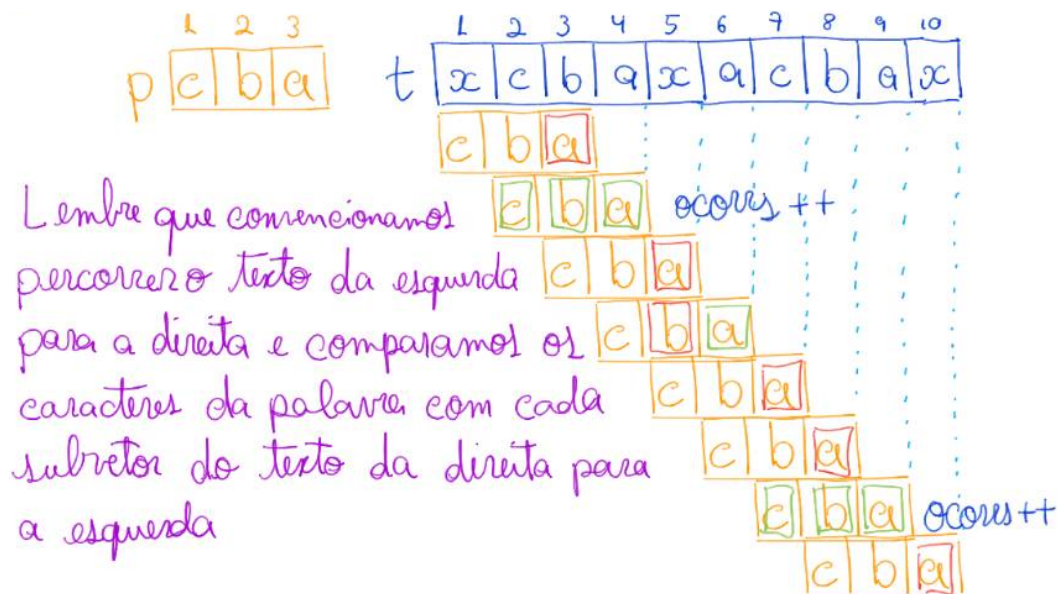 1 2 3
p c b a
1 2 3 4 5 6 7 8 9 10
t x c b a x a c b a x
c b a
c b a ocorrs ++
c b a
c b a
c b a
c b a
c b a ocorrs++
c b a
Lembre que convencionamos
percorrero texto da esquerda
para a direita e comparamos os
caracteres da palavra com cada
subvetor do texto da direita para
a esquerda